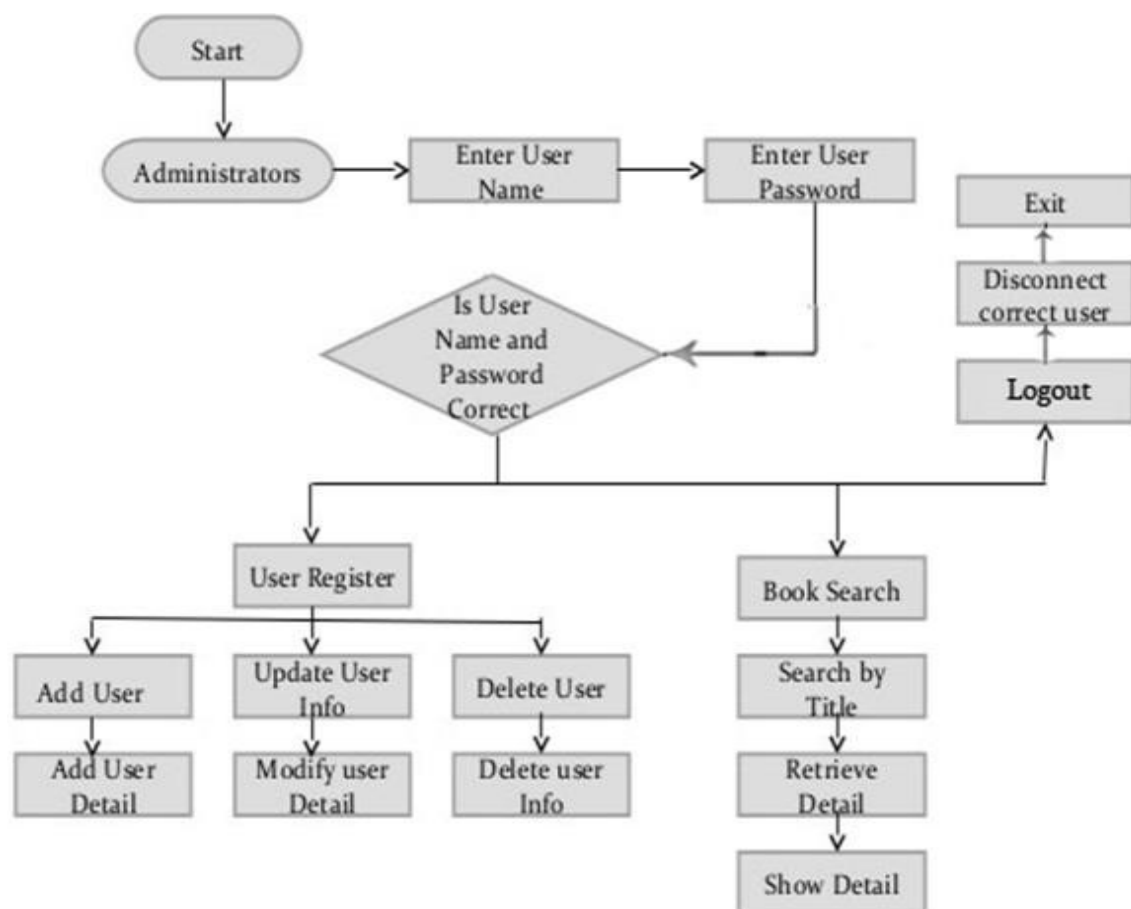 Start
Administrators
Enter User
Name
Enter User
Password
Exit
Disconnect
correct user
Logout
Is User
Name and
Password
Correct
User Register
Book Search
Add User
Update User
Info
Delete User
Search by
Title
Add User
Detail
Modify user
Detail
Delete user
Info
Retrieve
Detail
Show Detail